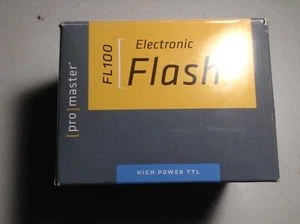 [pro]master
FL100
Electronic
Flash
HIGH POWER TTL